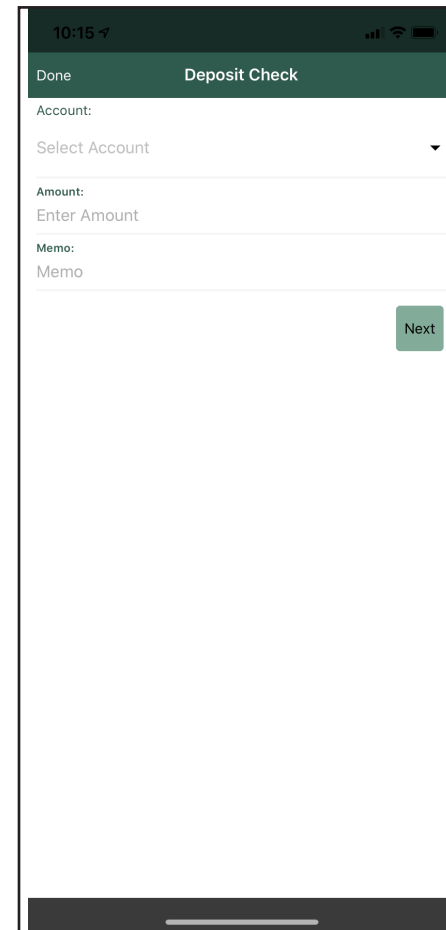 10:15
Done Deposit Check
Account:
Select Account
Amount:
Enter Amount
Memo:
Memo
Next